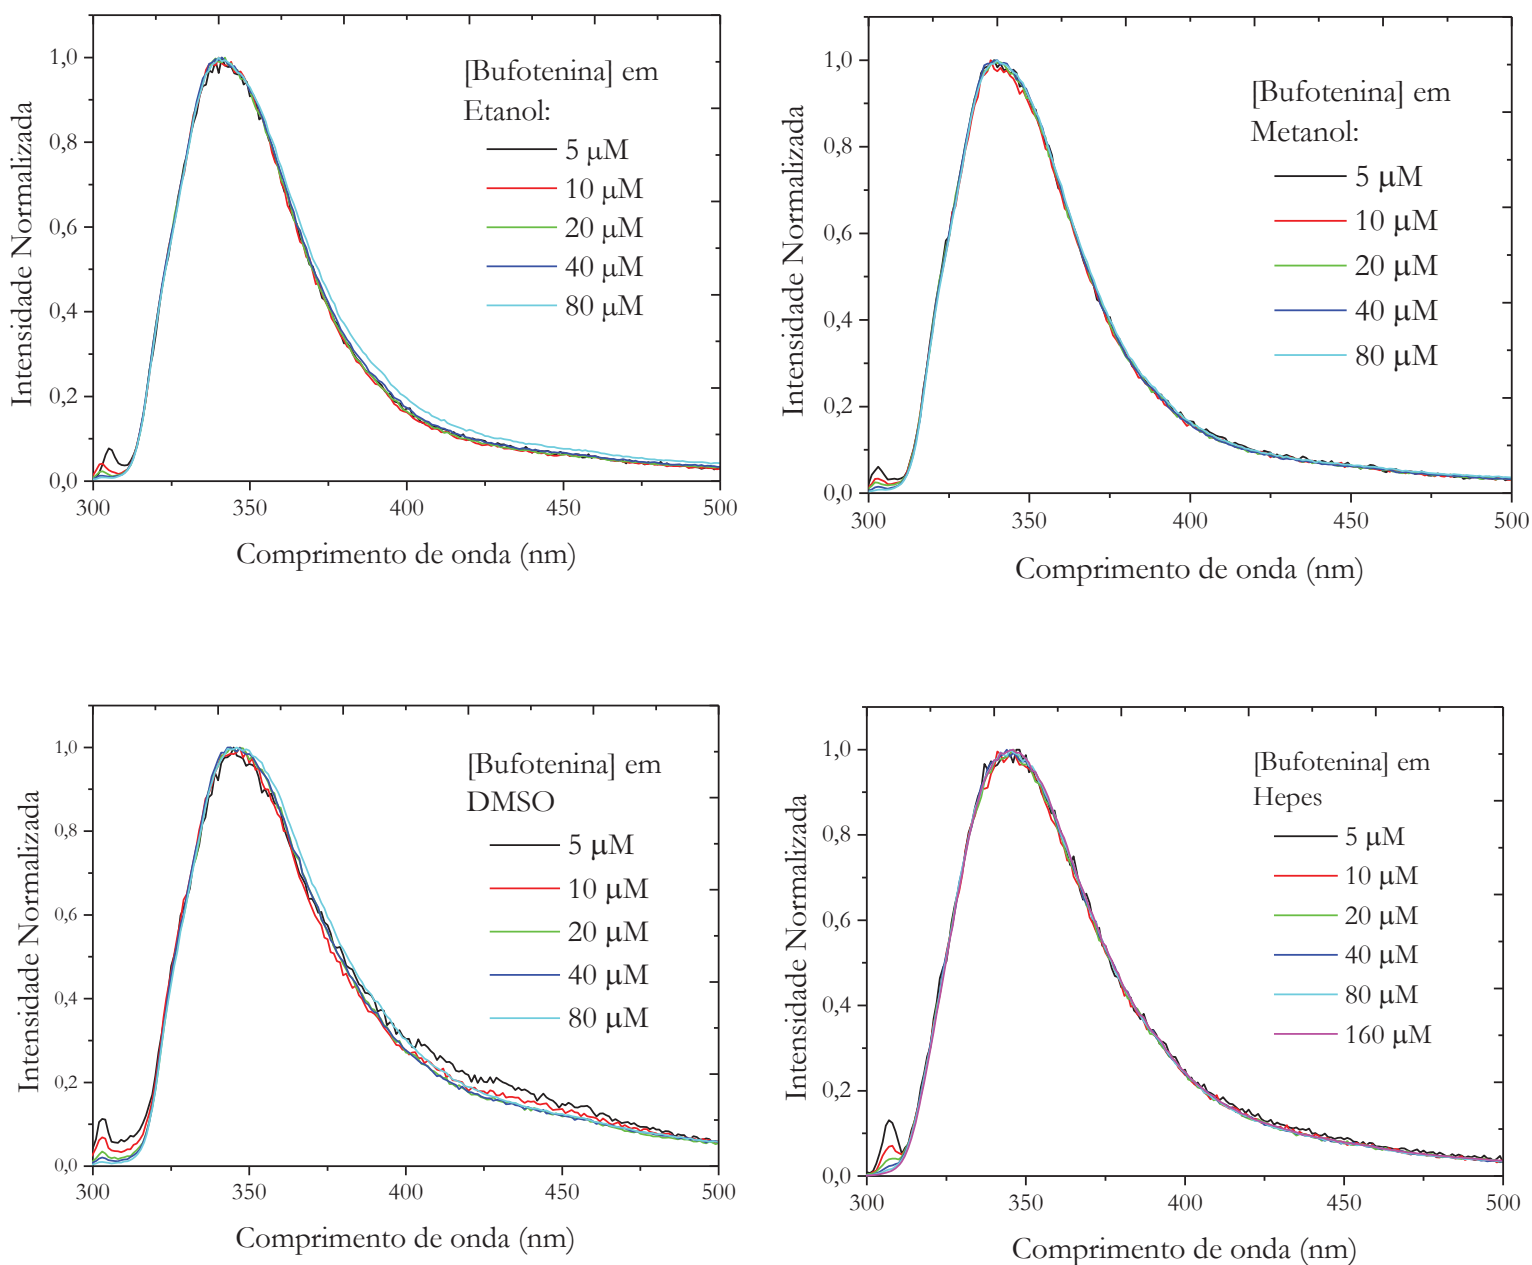 Intensidade Normalizada
1,0
0,8
0,6
0,4
0,2
0,0
[Bufotenina] em
Etanol:
5 μM
10 μM
20 μM
40 μM
80 μM
300
350
400
450
500
Comprimento de onda (nm)
Intensidade Normalizada
1,0
0,8
0,6
0,4
0,2
0,0
[Bufotenina] em
Metanol:
5 μM
10 μM
20 μM
40 μM
80 μM
300
350
400
450
500
Comprimento de onda (nm)
Intensidade Normalizada
1,0
0,8
0,6
0,4
0,2
0,0
[Bufotenina] em
DMSO
5 μM
10 μM
20 μM
40 μM
80 μM
300
350
400
450
500
Comprimento de onda (nm)
Intensidade Normalizada
1,0
0,8
0,6
0,4
0,2
0,0
[Bufotenina] em
Hepes
5 μM
10 μM
20 μM
40 μM
80 μM
160 μM
300
350
400
450
500
Comprimento de onda (nm)